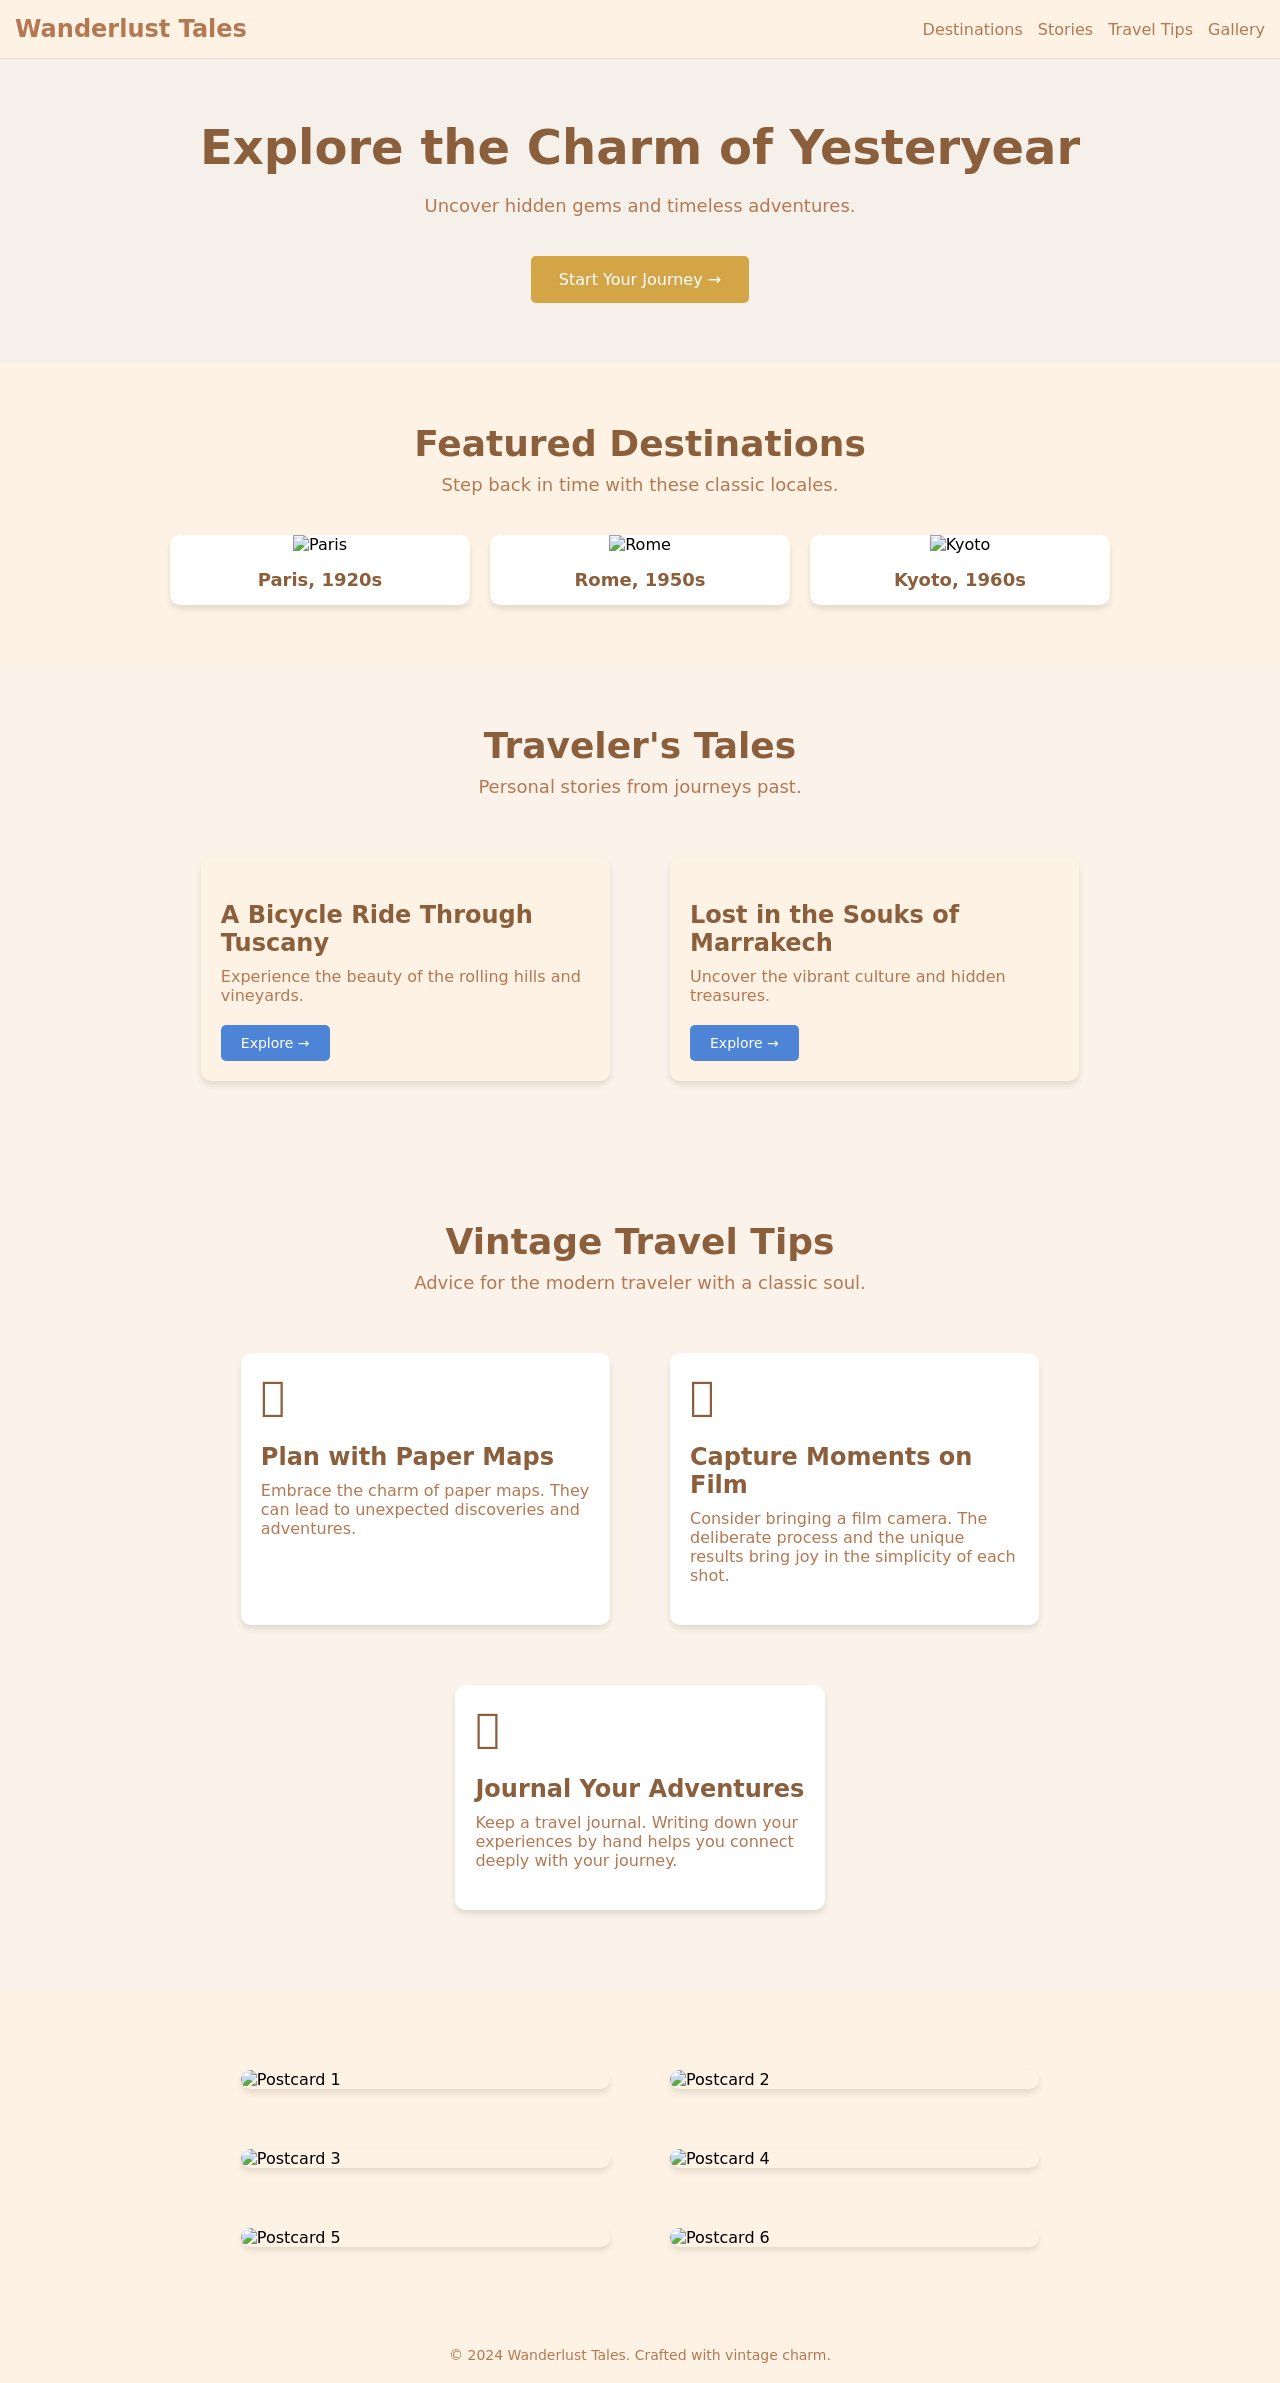 Wanderlust Tales
Destinations Stories Travel Tips Gallery
Explore the Charm of Yesteryear
Uncover hidden gems and timeless adventures.
Start Your Journey →
Featured Destinations
Step back in time with these classic locales.
Paris
Rome
Kyoto
Paris, 1920s
Rome, 1950s
Kyoto, 1960s
Traveler's Tales
Personal stories from journeys past.
A Bicycle Ride Through
Tuscany
Experience the beauty of the rolling hills and
vineyards.
Explore →
Lost in the Souks of
Marrakech
Uncover the vibrant culture and hidden
treasures.
Explore →
Vintage Travel Tips
Advice for the modern traveler with a classic soul.
Plan with Paper Maps
Embrace the charm of paper maps. They
can lead to unexpected discoveries and
adventures.
Capture Moments on
Film
Consider bringing a film camera. The
deliberate process and the unique
results bring joy in the simplicity of each
shot.
Journal Your Adventures
Keep a travel journal. Writing down your
experiences by hand helps you connect
deeply with your journey.
Postcard 1
Postcard 2
Postcard 3
Postcard 4
Postcard 5
Postcard 6
© 2024 Wanderlust Tales. Crafted with vintage charm.